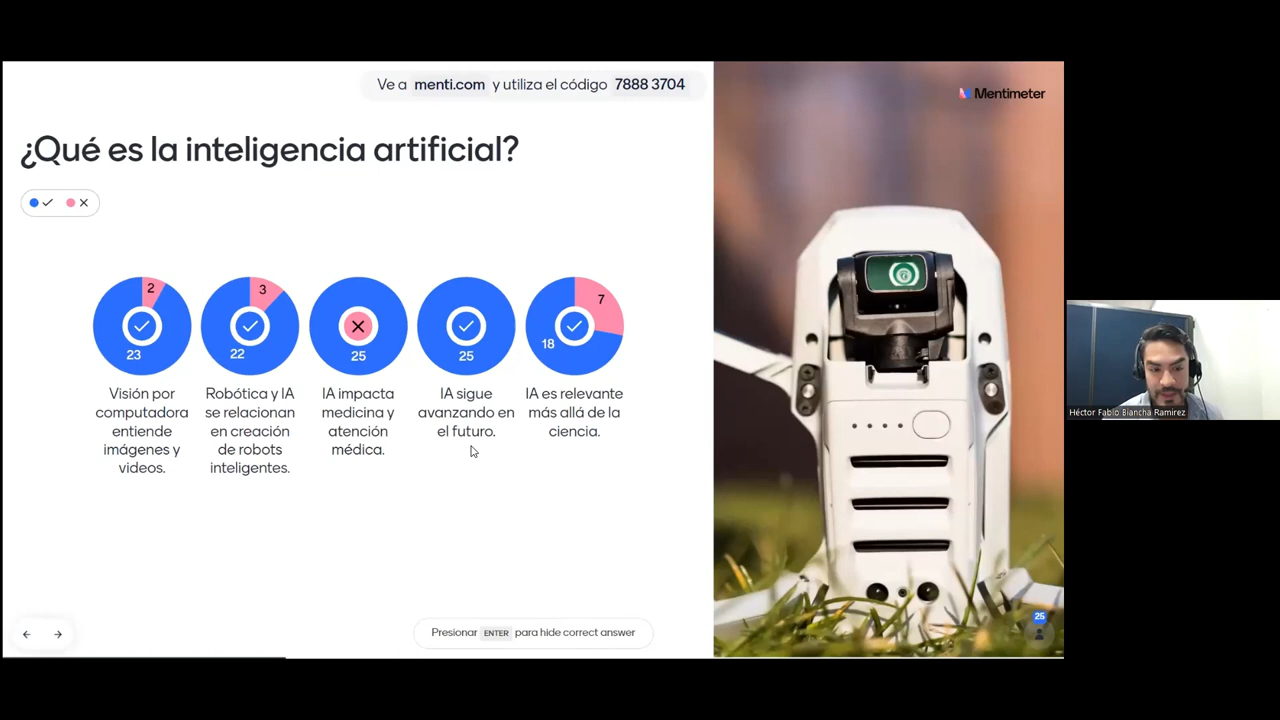 Ve a menti.com y utiliza el código 7888 3704
Mentimeter
¿Qué es la inteligencia artificial?
2
23
3
22
25
25
7
18
Visión por
computadora
entiende
imágenes y
videos.
Robótica y IA
se relacionan
en creación
de robots
inteligentes.
IA impacta
medicina y
atención
médica.
IA sigue
avanzando en
el futuro.
IA es relevante
más allá de la
ciencia.
Héctor Fabio Biancha Ramirez
25
Presionar ENTER para hide correct answer